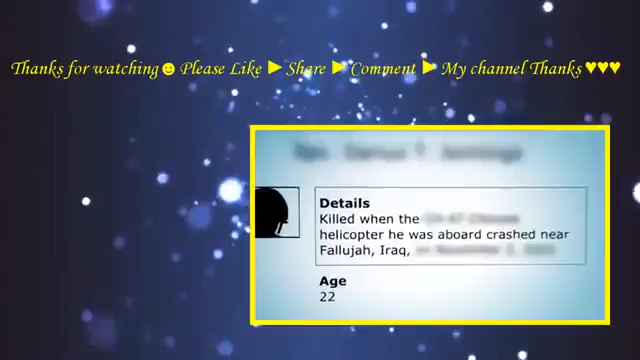 Thanks for watching☻Please Like ►Share ►Comment ► My channel Thanks ♥♥♥
Details
Killed when the
helicopter he was aboard crashed near
Fallujah, Iraq,
Age
22